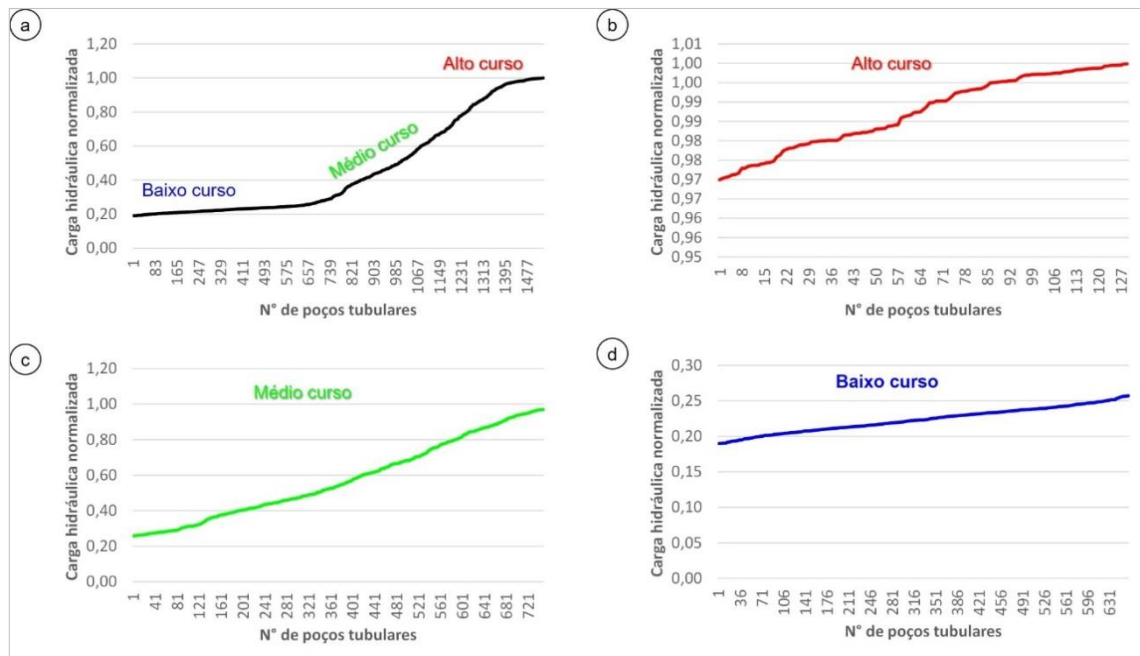 a
Carga hidráulica normalizada
1,20
1,00
0,80
0,60
0,40
0,20
0,00
Alto curso
Médio curso
Baixo curso
1 83 165 247 329 411 493 575 657 739 821 903 985 1067 1149 1231 1313 1395 1477
N° de poços tubulares
b
Carga hidráulica normalizada
1,01
1,00
1,00
0,99
0,99
0,98
0,98
0,97
0,97
0,96
0,96
0,95
Alto curso
1 8 15 22 29 36 43 50 57 64 71 78 85 92 99 106 113 120 127
N° de poços tubulares
c
Carga hidráulica normalizada
1,20
1,00
0,80
0,60
0,40
0,20
0,00
Médio curso
1 41 81 121 161 201 241 281 321 361 401 441 481 521 561 601 641 681 721
N° de poços tubulares
d
Carga hidráulica normalizada
0,30
0,25
0,20
0,15
0,10
0,05
0,00
Baixo curso
1 36 71 106 141 176 211 246 281 316 351 386 421 456 491 526 561 596 631
N° de poços tubulares